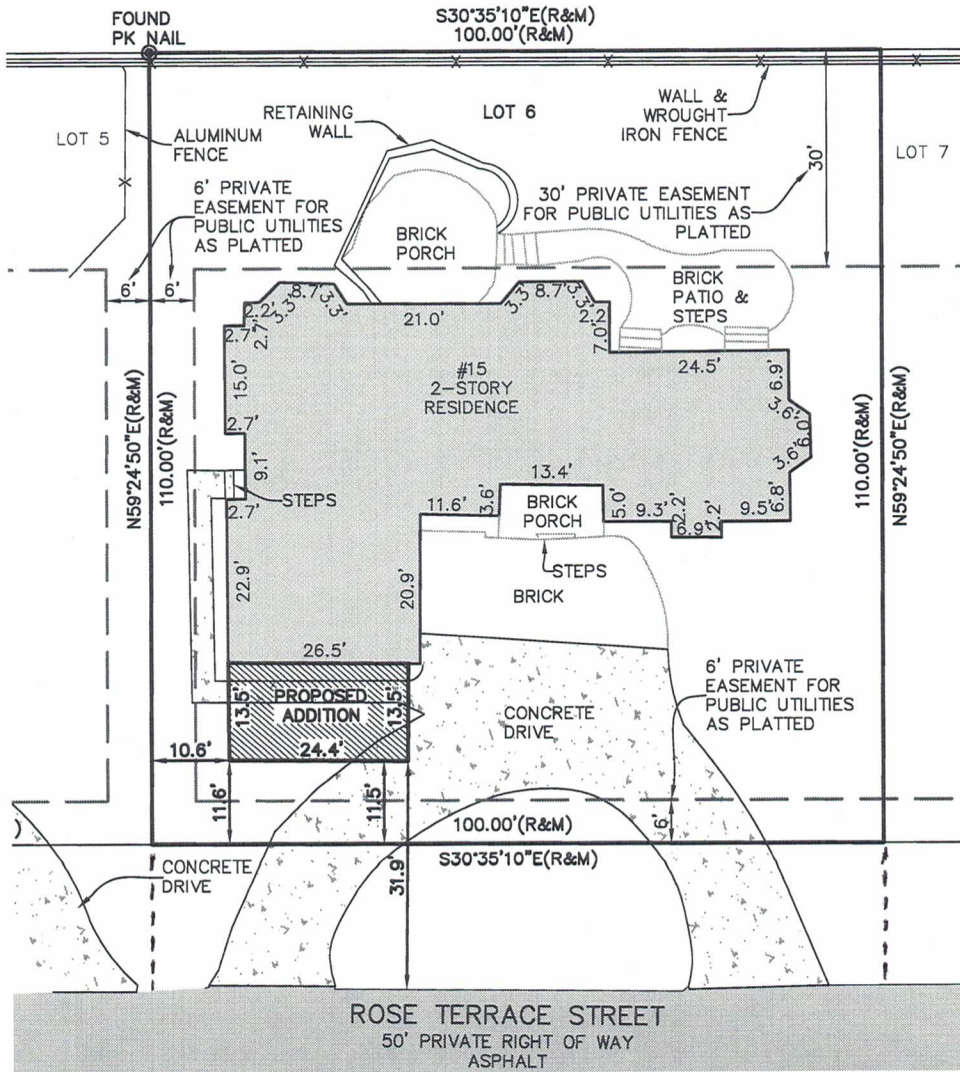 S30°35'10"E(R&M)
100.00'(R&M)
FOUND
PK NAIL
LOT 5
ALUMINUM
FENCE
RETAINING
WALL
LOT 6
WALL &
WROUGHT
IRON FENCE
LOT 7
30'
6' PRIVATE
EASEMENT FOR
PUBLIC UTILITIES
AS PLATTED
30' PRIVATE EASEMENT
FOR PUBLIC UTILITIES AS
PLATTED
BRICK
PORCH
BRICK
PATIO &
STEPS
6'
6'
2.2'
3.3'
8.7'
3.3'
21.0'
3.3'
8.7'
3.3'
2.2'
2.7'
2.7'
7.0'
24.5'
15.0'
#15
2-STORY
RESIDENCE
6.9'
3.6'
6.0'
3.6'
6.8'
2.7'
9.1'
2.7'
STEPS
13.4'
11.6'
3.6'
BRICK
PORCH
5.0'
9.3'
2.2'
6.9'
2.2'
9.5'
N59°24'50"E(R&M)
110.00'(R&M)
110.00'(R&M)
N59°24'50"E(R&M)
STEPS
BRICK
22.9'
20.9'
26.5'
13.5'
PROPOSED
ADDITION
13.5'
24.4'
CONCRETE
DRIVE
6' PRIVATE
EASEMENT FOR
PUBLIC UTILITIES
AS PLATTED
10.6'
11.6'
11.5'
6'
100.00'(R&M)
S30°35'10"E(R&M)
31.9'
)
CONCRETE
DRIVE
ROSE TERRACE STREET
50' PRIVATE RIGHT OF WAY
ASPHALT